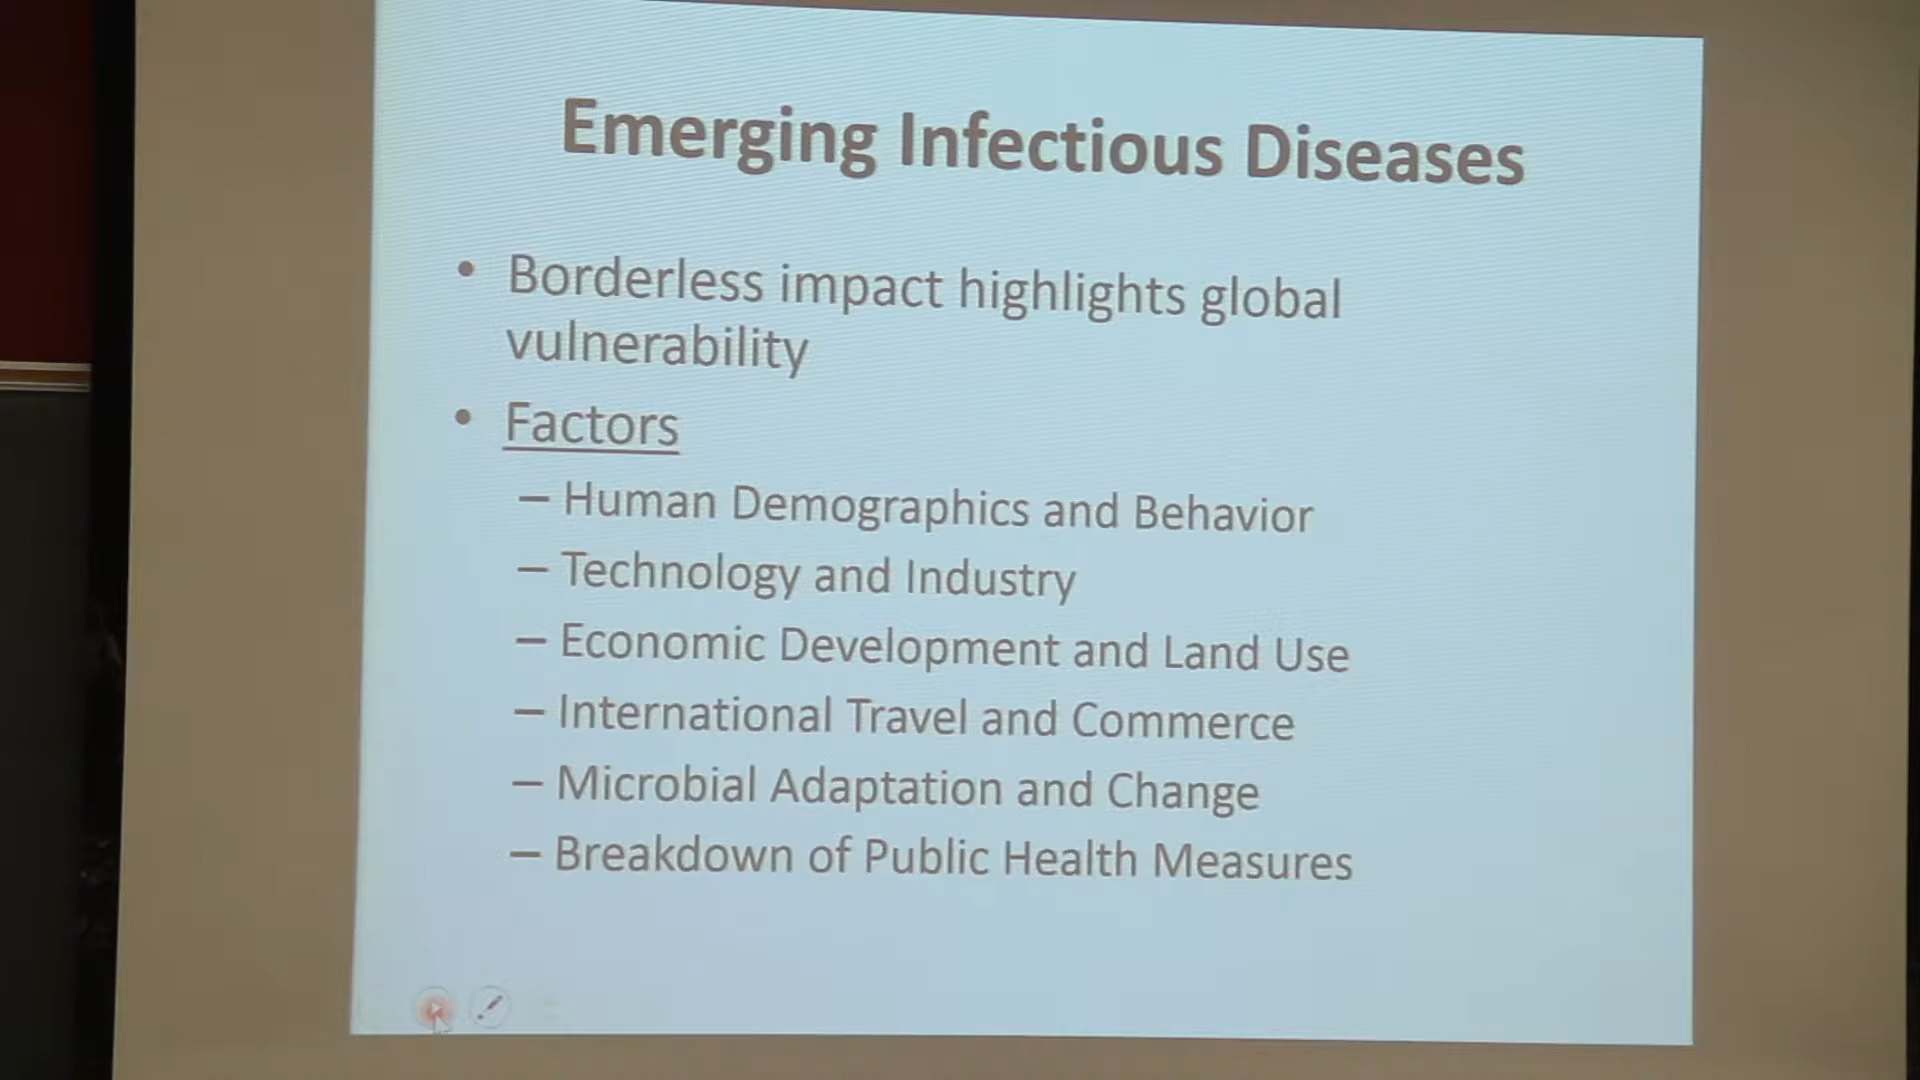 Emerging Infectious Diseases
• Borderless impact highlights global
vulnerability
• Factors
– Human Demographics and Behavior
– Technology and Industry
– Economic Development and Land Use
– International Travel and Commerce
– Microbial Adaptation and Change
– Breakdown of Public Health Measures